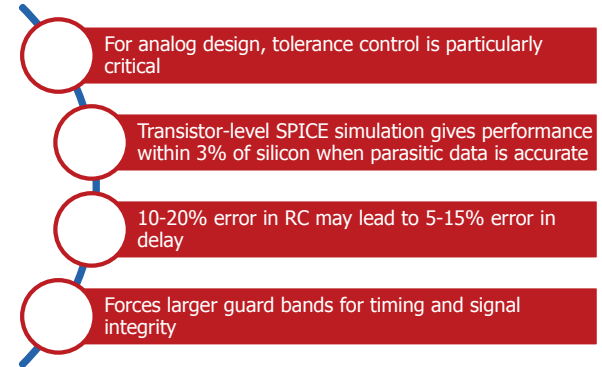 For analog design, tolerance control is particularly
critical
Transistor-level SPICE simulation gives performance
within 3% of silicon when parasitic data is accurate
10-20% error in RC may lead to 5-15% error in
delay
Forces larger guard bands for timing and signal
integrity